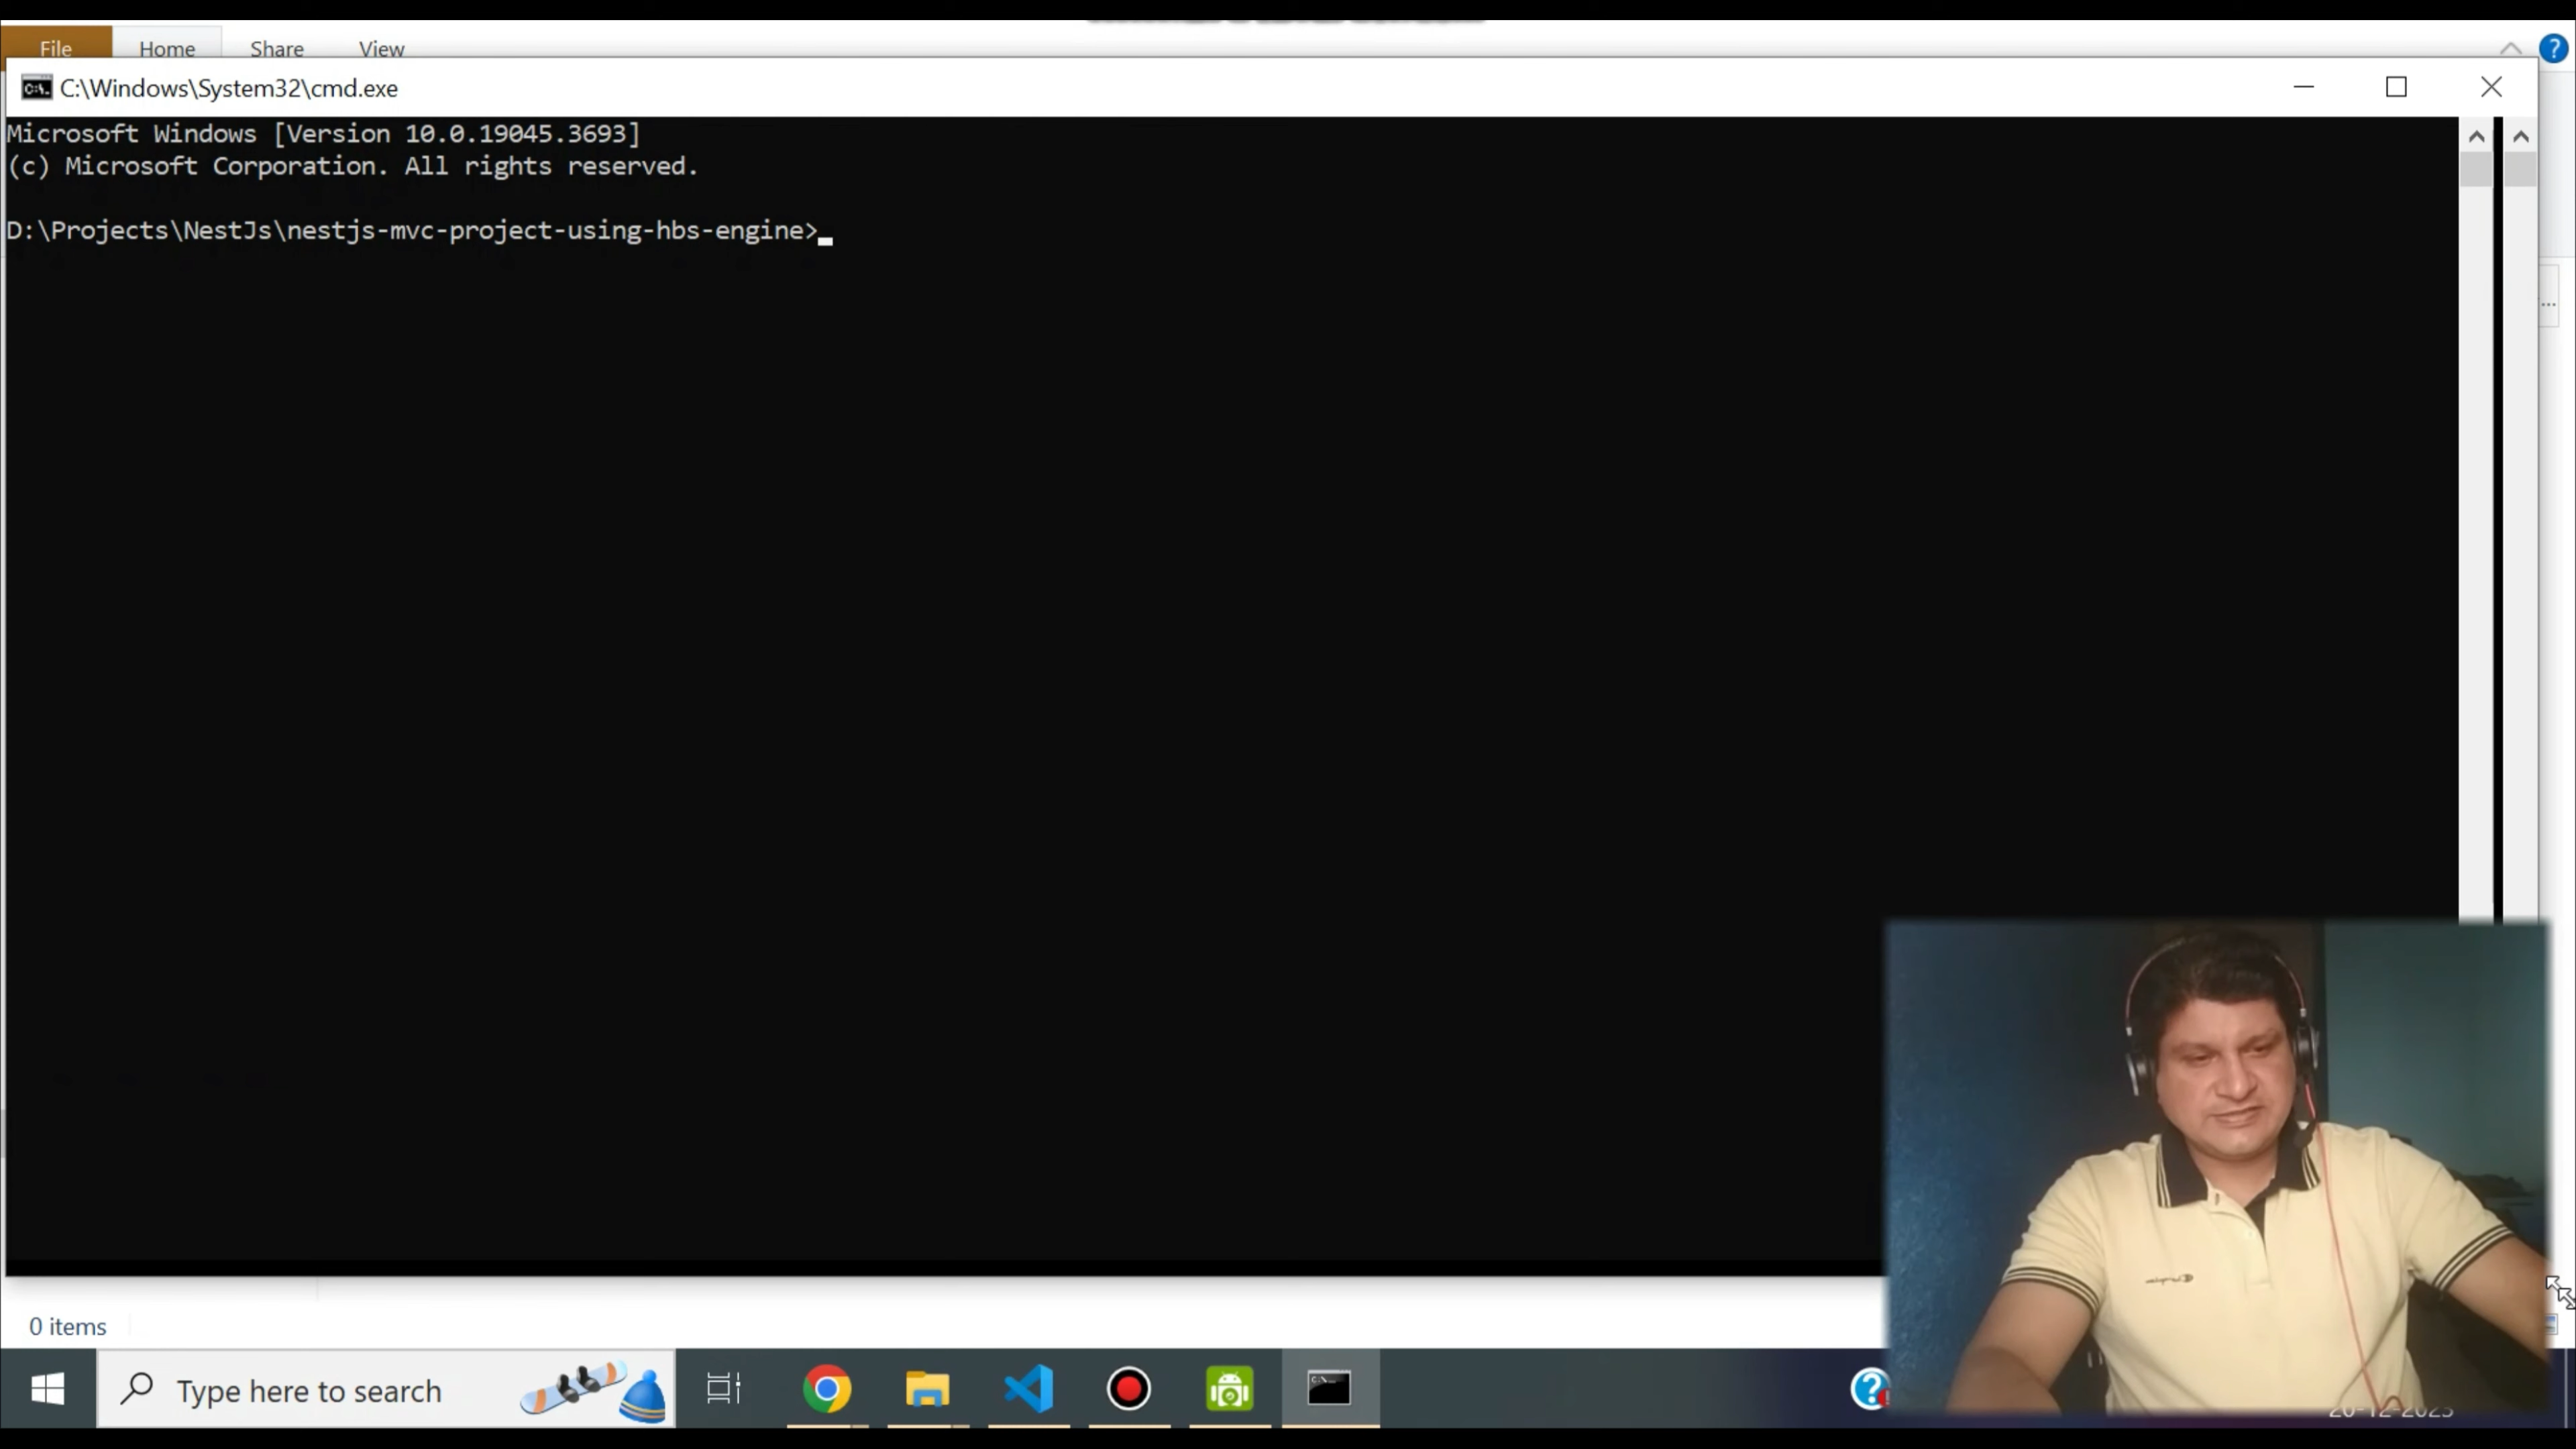 File Home Share View
C:\Windows\System32\cmd.exe
Microsoft Windows [Version 10.0.19045.3693]
(c) Microsoft Corporation. All rights reserved.
D:\Projects\NestJs\nestjs-mvc-project-using-hbs-engine>
0 items
Type here to search